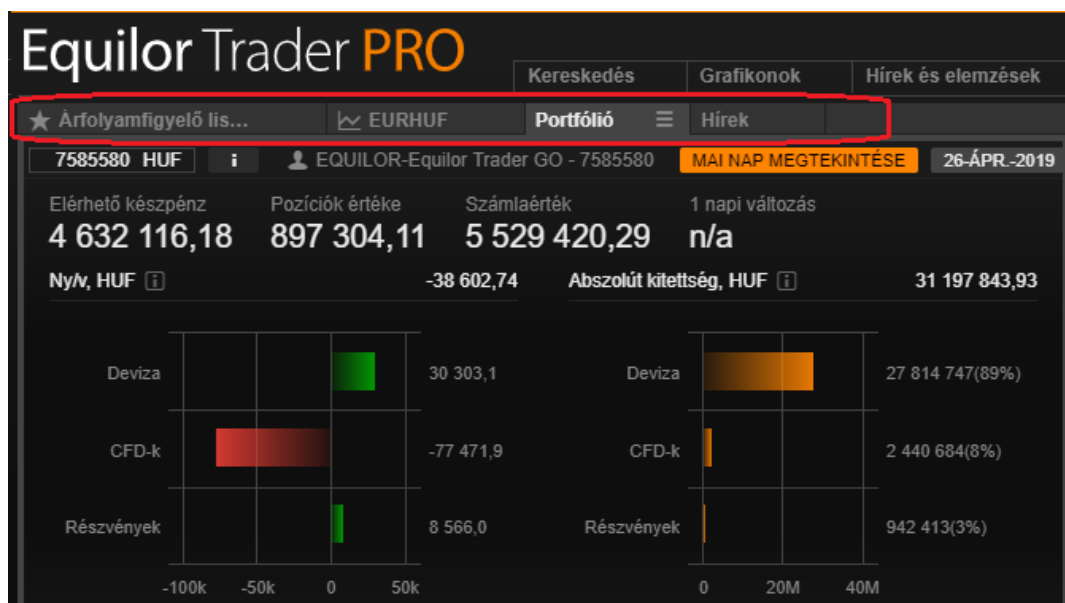 Equilor Trader PRO
Kereskedés Grafikonok Hírek és elemzések
Árfolyamfigyelő lis... EURHUF Portfólió Hírek
7585580 HUF i EQUILOR-Equilor Trader GO - 7585580 MAI NAP MEGTEKINTÉSE 26-ÁPR.-2019
Elérhető készpénz Pozíciók értéke Számlaérték 1 napi változás
4 632 116,18 897 304,11 5 529 420,29 n/a
Ny/v, HUF i -38 602,74 Abszolút kitettség, HUF i 31 197 843,93
Deviza 30 303,1 Deviza 27 814 747(89%)
CFD-k -77 471,9 CFD-k 2 440 684(8%)
Részvények 8 566,0 Részvények 942 413(3%)
-100k -50k 0 50k 0 20M 40M